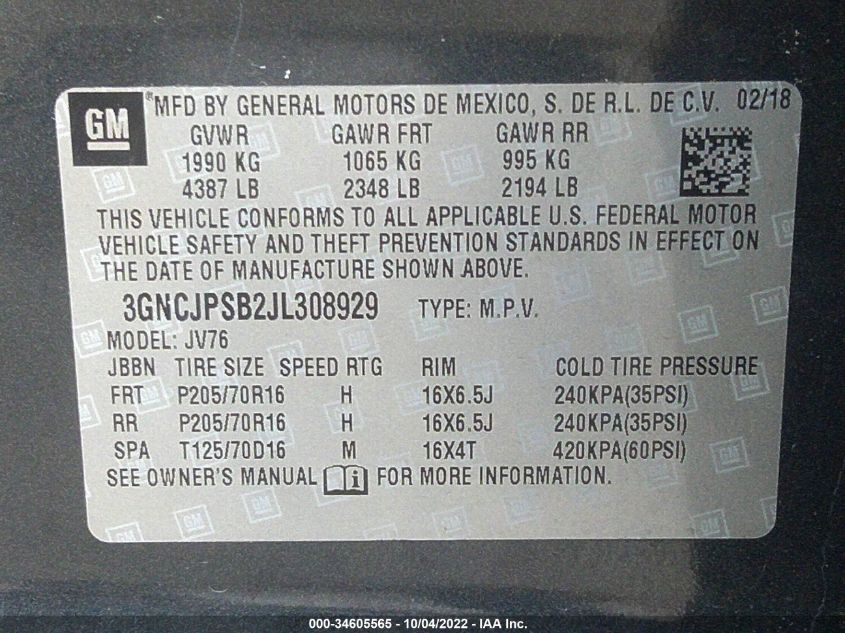 GM ® MFD BY GENERAL MOTORS DE MEXICO, S. DE R.L. DE C.V. 02/18
GVWR GAWR FRT GAWR RR
1990 KG 1065 KG 995 KG
4387 LB 2348 LB 2194 LB
THIS VEHICLE CONFORMS TO ALL APPLICABLE U.S. FEDERAL MOTOR
VEHICLE SAFETY AND THEFT PREVENTION STANDARDS IN EFFECT ON
THE DATE OF MANUFACTURE SHOWN ABOVE.
3GNCJPSB2JL308929 TYPE: M.P.V.
MODEL: JV76
JBBN TIRE SIZE SPEED RTG RIM COLD TIRE PRESSURE
FRT P205/70R16 H 16X6.5J 240KPA(35PSI)
RR P205/70R16 H 16X6.5J 240KPA(35PSI)
SPA T125/70D16 M 16X4T 420KPA(60PSI)
SEE OWNER'S MANUAL i FOR MORE INFORMATION.
000-34605565 - 10/04/2022 - IAA Inc.